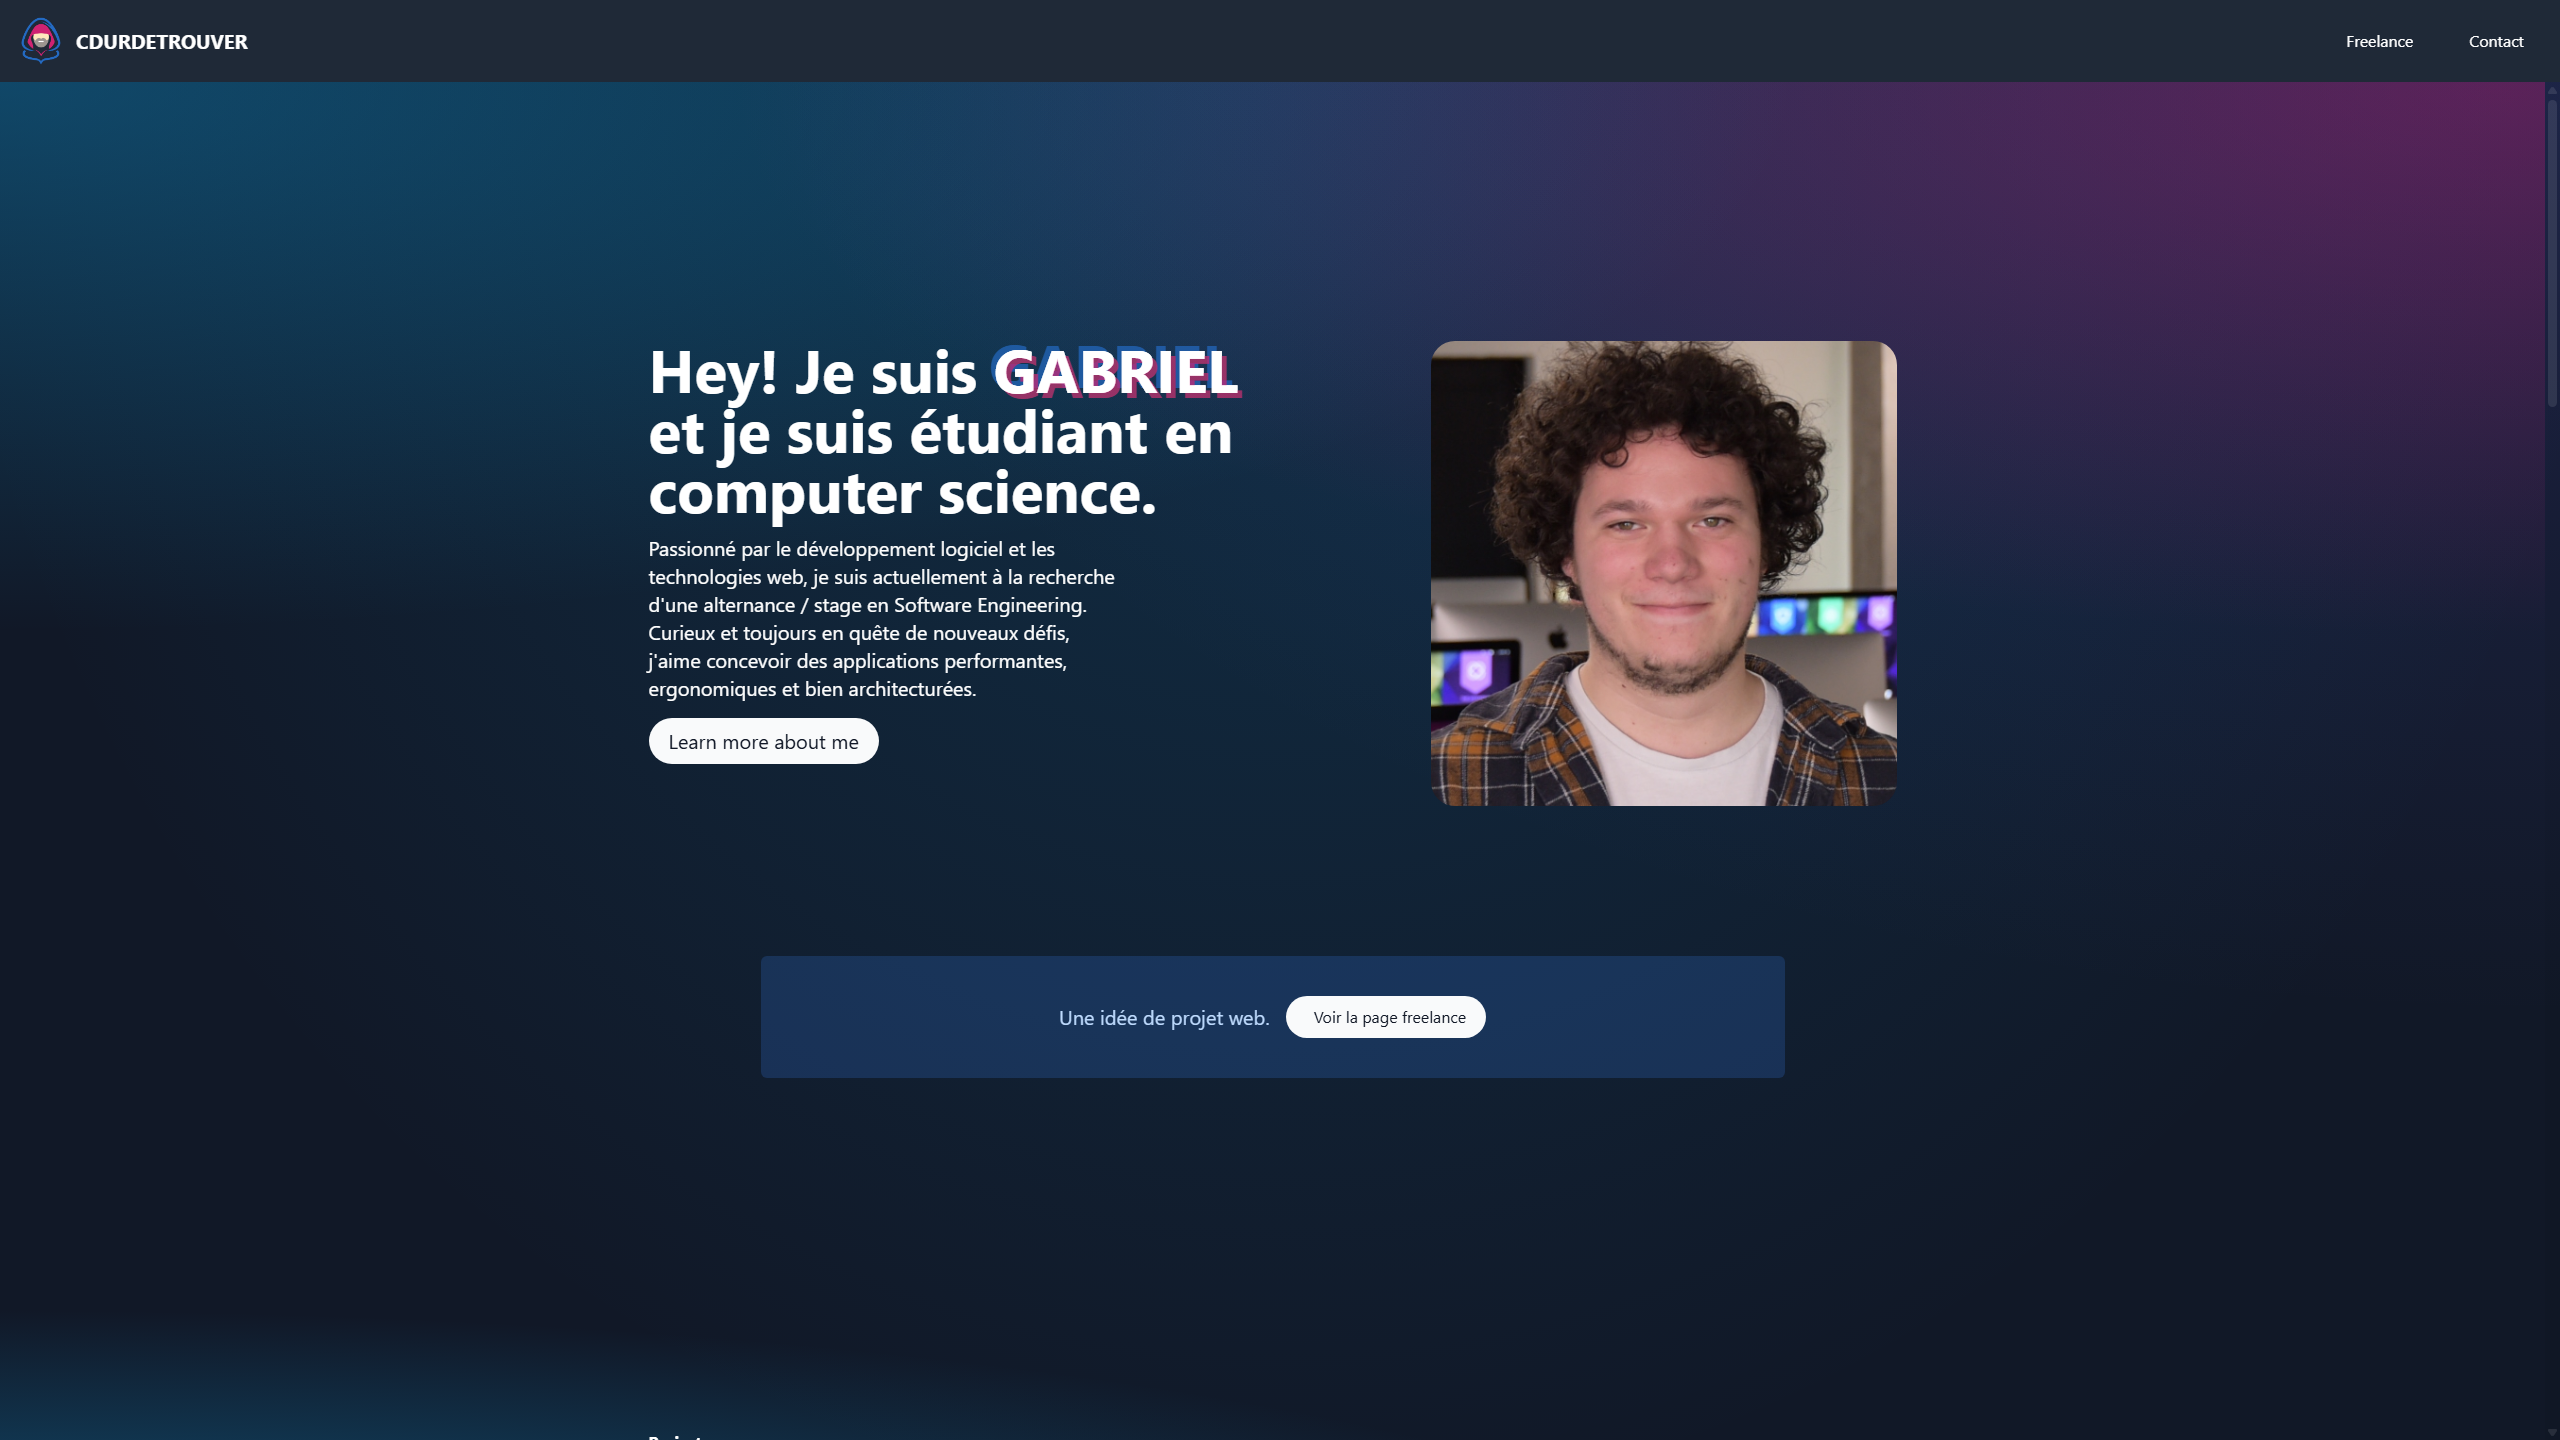 CDURDETROUVER
Freelance
Contact
Hey! Je suis GABRIEL
et je suis étudiant en
computer science.
Passionné par le développement logiciel et les
technologies web, je suis actuellement à la recherche
d'une alternance / stage en Software Engineering.
Curieux et toujours en quête de nouveaux défis,
j'aime concevoir des applications performantes,
ergonomiques et bien architecturées.
Learn more about me
Une idée de projet web.
Voir la page freelance